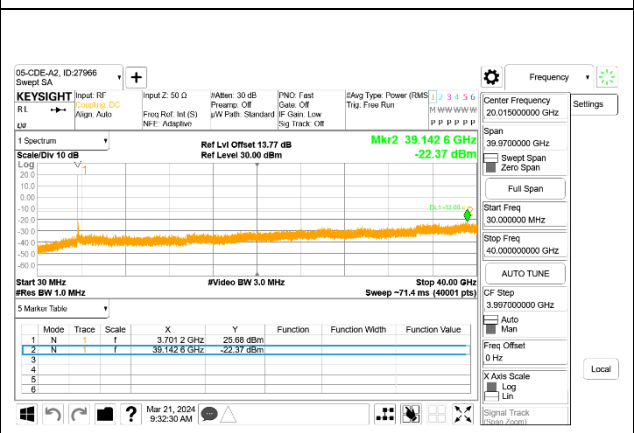 05-CDE-A2, ID:27966
Swept SA
Frequency
KEYSIGHT Input: RF Input Z: 50 Ω #Atten: 30 dB PNO: Fast #Avg Type: Power (RMS 1 2 3 4 5 6
RL Coupling: DC Preamp: Off Gate: Off Trig: Free Run M W W W W W
Align: Auto Freq Ref: Int (S) µW Path: Standard IF Gain: Low
NFE: Adaptive Sig Track: Off P P P P P P
1 Spectrum
Ref Lvl Offset 13.77 dB
Mkr2 39.142 6 GHz
Scale/Div 10 dB
Ref Level 30.00 dBm
-22.37 dBm
Log
20.0
10.0
0.00
-10.0
-20.0
-30.0
-40.0
-50.0
-60.0
1
Start 30 MHz #Video BW 3.0 MHz Stop 40.00 GHz
#Res BW 1.0 MHz Sweep ~71.4 ms (40001 pts)
5 Marker Table
Mode Trace Scale X Y Function Function Width Function Value
1 N 1 f 3.701 2 GHz 25.68 dBm
2 N 1 f 39.142 6 GHz -22.37 dBm
3
4
5
6
Mar 21, 2024
9:32:30 AM
Center Frequency
20.015000000 GHz
Settings
Span
39.9700000 GHz
Swept Span
Zero Span
Full Span
Start Freq
30.000000 MHz
Stop Freq
40.000000000 GHz
AUTO TUNE
CF Step
3.997000000 GHz
Auto
Man
Freq Offset
0 Hz
X Axis Scale
Log
Lin
Local
Signal Track
(Span Zoom)